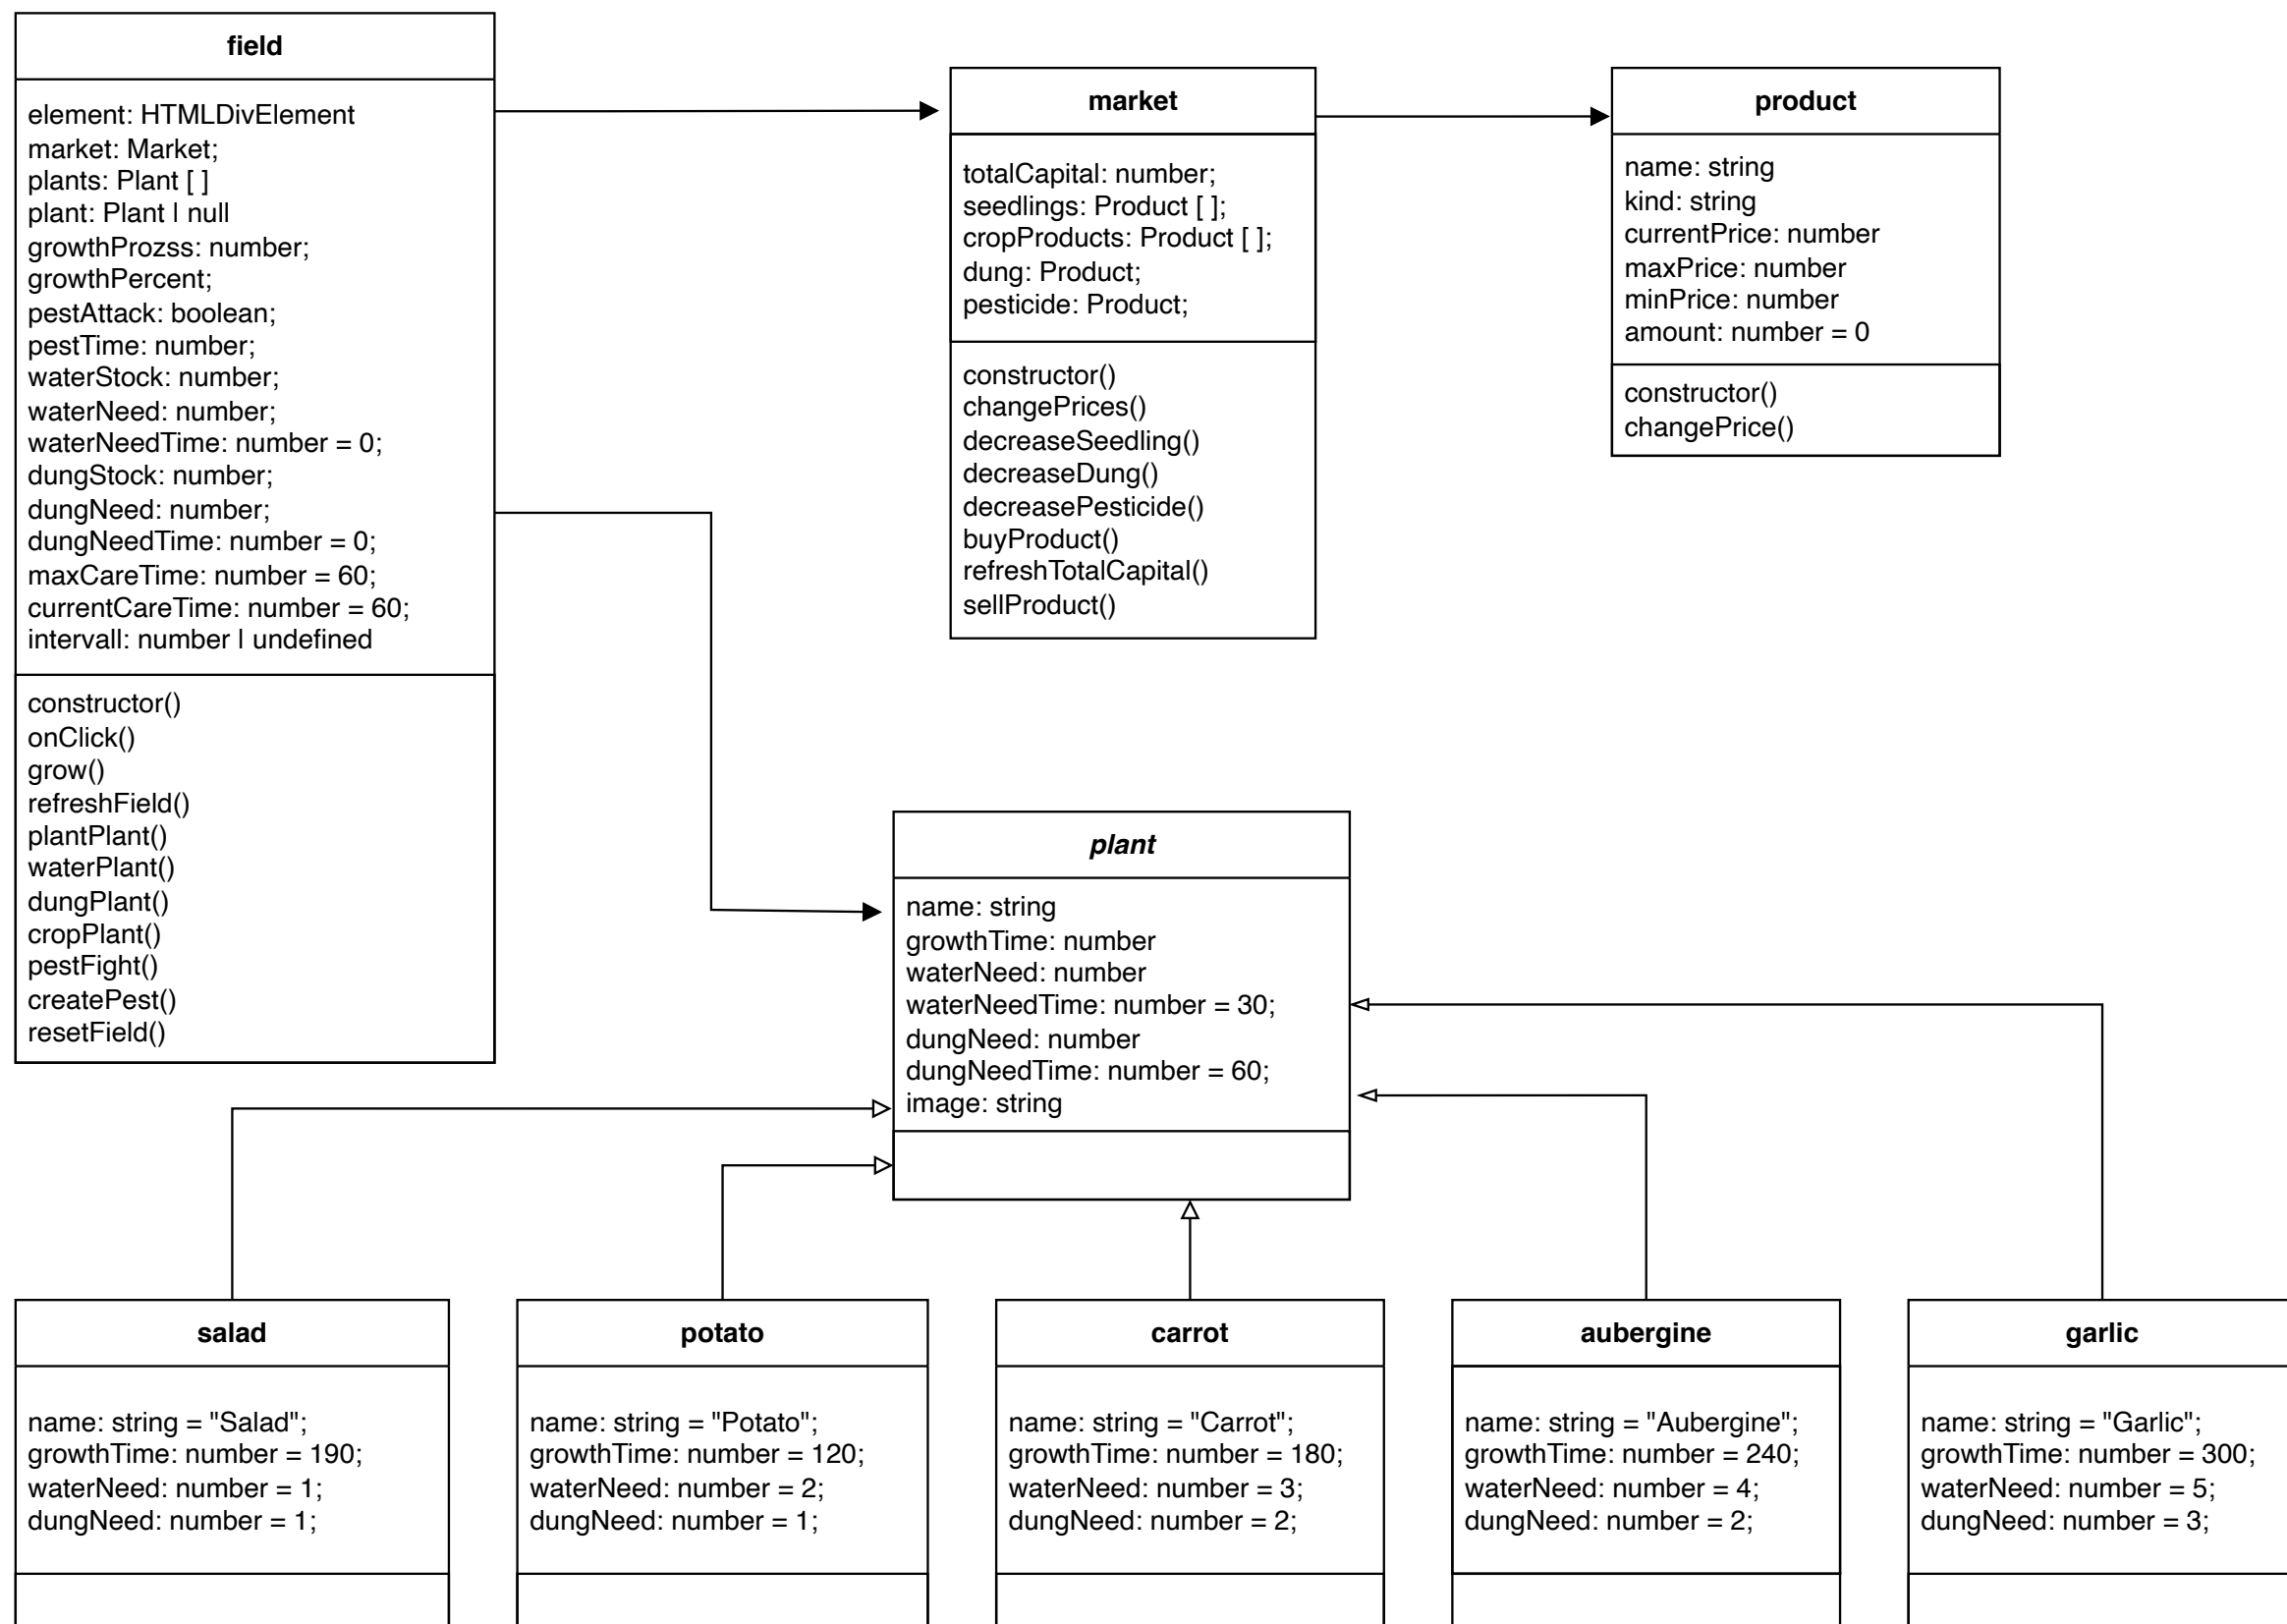 field
element: HTMLDivElement
market: Market;
plants: Plant [ ]
plant: Plant | null
growthProzss: number;
growthPercent;
pestAttack: boolean;
pestTime: number;
waterStock: number;
waterNeed: number;
waterNeedTime: number = 0;
dungStock: number;
dungNeed: number;
dungNeedTime: number = 0;
maxCareTime: number = 60;
currentCareTime: number = 60;
intervall: number | undefined
constructor()
onClick()
grow()
refreshField()
plantPlant()
waterPlant()
dungPlant()
cropPlant()
pestFight()
createPest()
resetField()
market
totalCapital: number;
seedlings: Product [ ];
cropProducts: Product [ ];
dung: Product;
pesticide: Product;
constructor()
changePrices()
decreaseSeedling()
decreaseDung()
decreasePesticide()
buyProduct()
refreshTotalCapital()
sellProduct()
product
name: string
kind: string
currentPrice: number
maxPrice: number
minPrice: number
amount: number = 0
constructor()
changePrice()
plant
name: string
growthTime: number
waterNeed: number
waterNeedTime: number = 30;
dungNeed: number
dungNeedTime: number = 60;
image: string
salad
name: string = "Salad";
growthTime: number = 190;
waterNeed: number = 1;
dungNeed: number = 1;
potato
name: string = "Potato";
growthTime: number = 120;
waterNeed: number = 2;
dungNeed: number = 1;
carrot
name: string = "Carrot";
growthTime: number = 180;
waterNeed: number = 3;
dungNeed: number = 2;
aubergine
name: string = "Aubergine";
growthTime: number = 240;
waterNeed: number = 4;
dungNeed: number = 2;
garlic
name: string = "Garlic";
growthTime: number = 300;
waterNeed: number = 5;
dungNeed: number = 3;